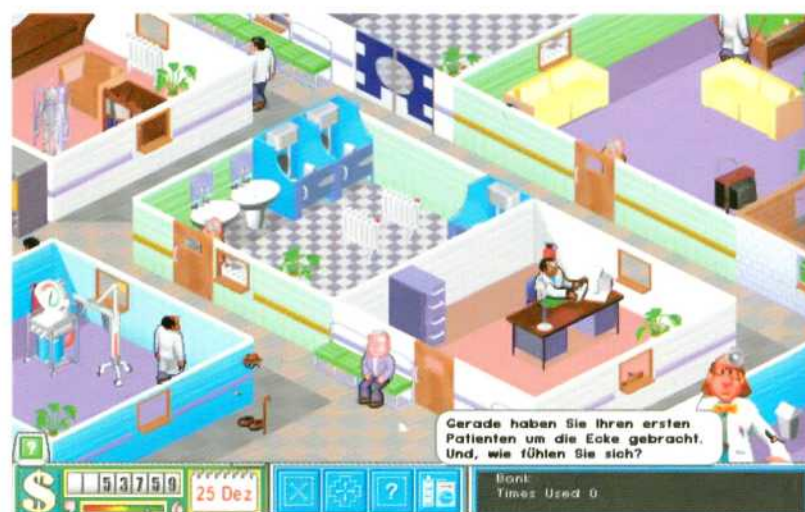 Gerade haben Sie Ihren ersten
Patienten um die Ecke gebracht.
Und, wie fühlen Sie sich?
?
$ 53759
25 Dez
?
Bank
Times Used 0